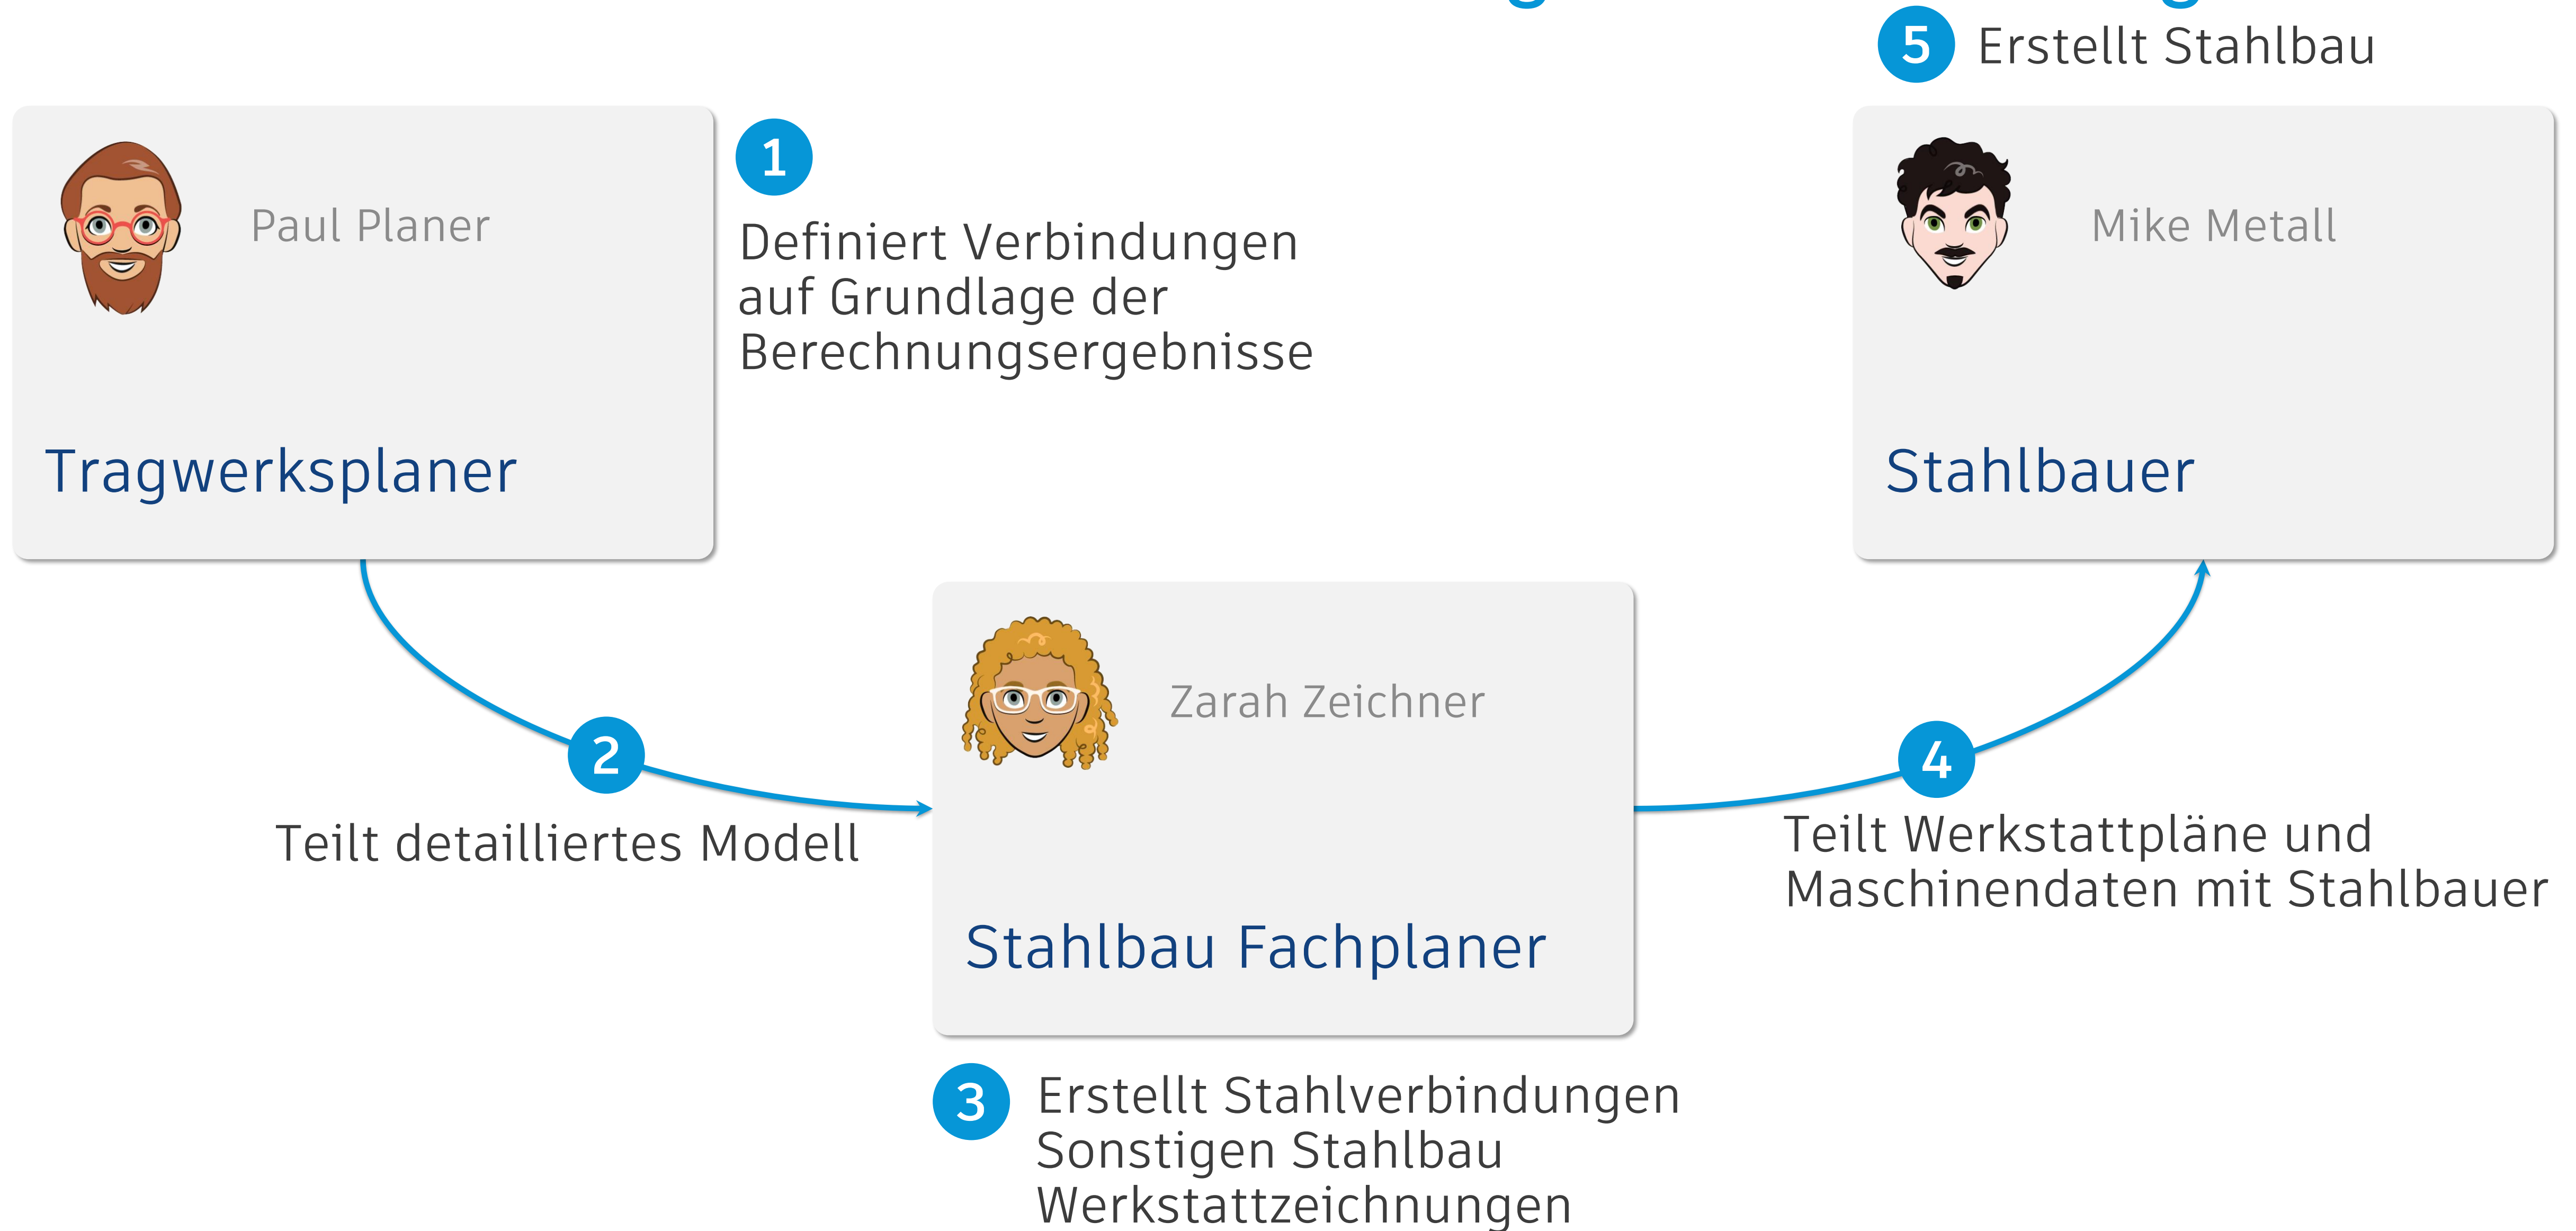 5 Erstellt Stahlbau
Paul Planer
Tragwerksplaner
1
Definiert Verbindungen
auf Grundlage der
Berechnungsergebnisse
Mike Metall
Stahlbauer
2
Teilt detailliertes Modell
Zarah Zeichner
Stahlbau Fachplaner
4
Teilt Werkstattpläne und
Maschinendaten mit Stahlbauer
3 Erstellt Stahlverbindungen
Sonstigen Stahlbau
Werkstattzeichnungen